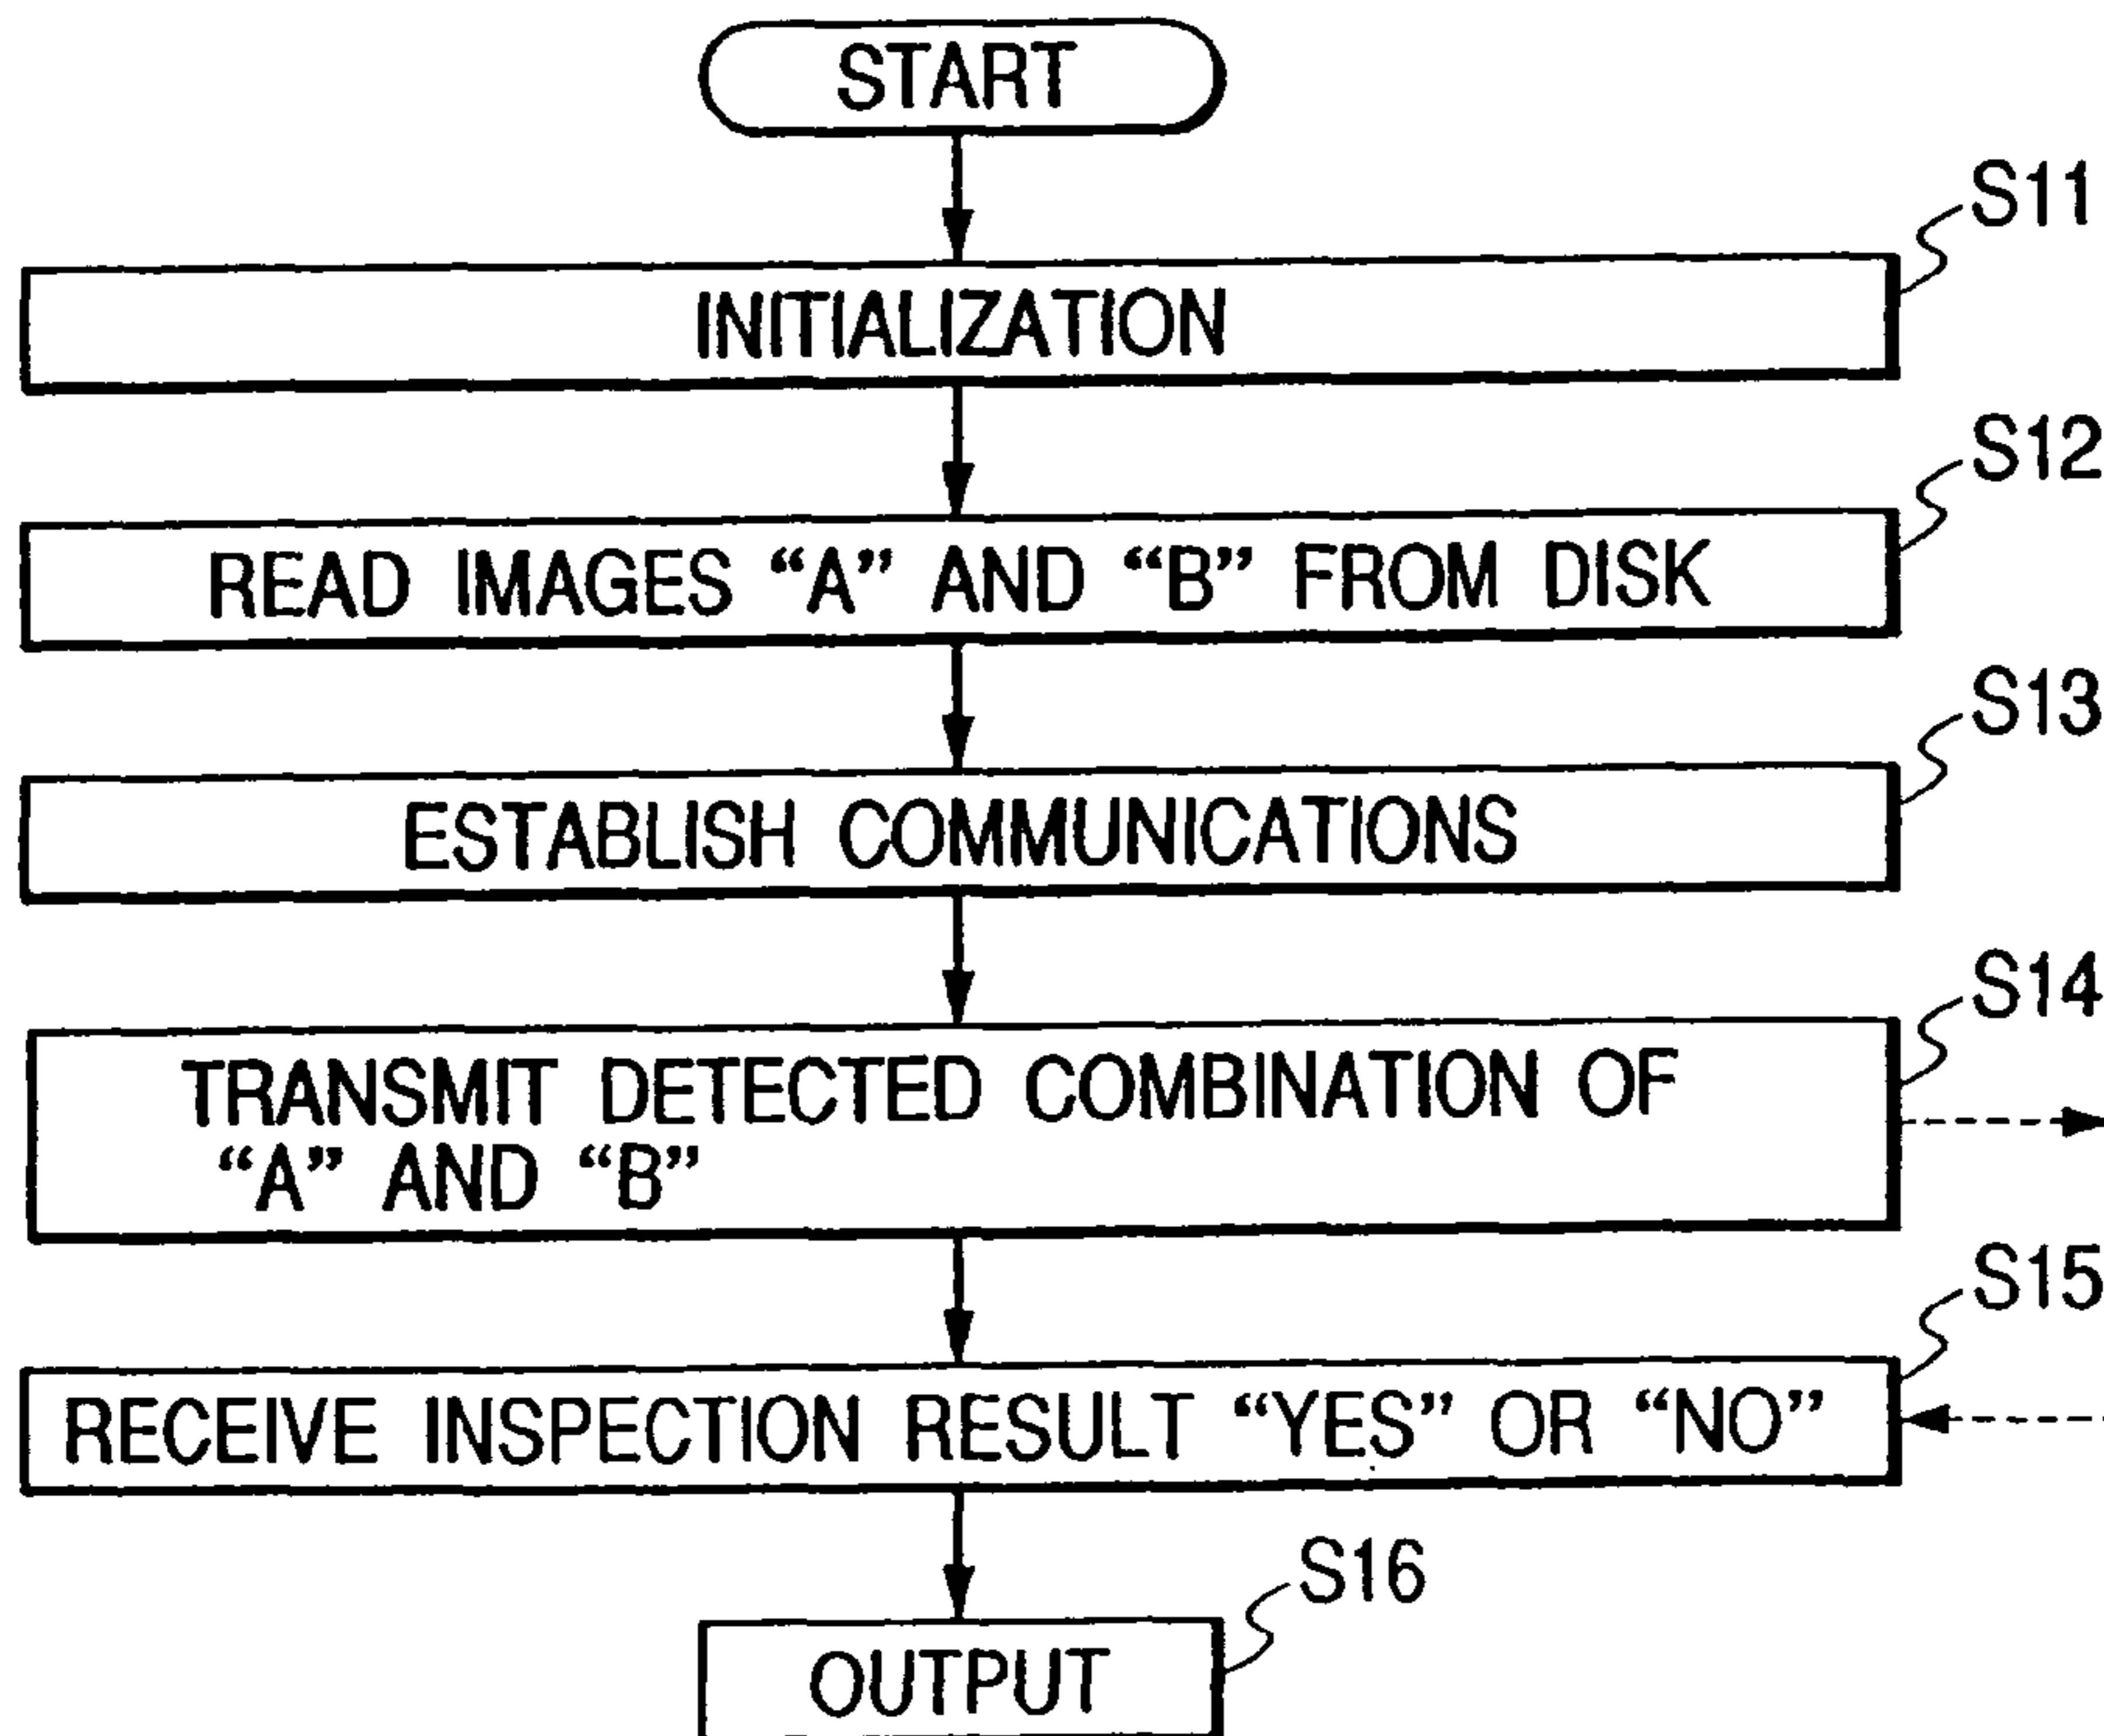 START
S11
INITIALIZATION
S12
READ IMAGES “A” AND “B” FROM DISK
S13
ESTABLISH COMMUNICATIONS
S14
TRANSMIT DETECTED COMBINATION OF
“A” AND “B”
S15
RECEIVE INSPECTION RESULT “YES” OR “NO”
S16
OUTPUT